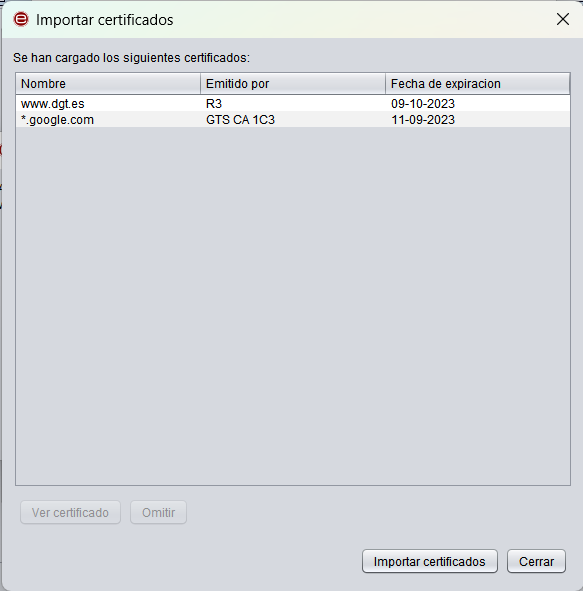 Importar certificados
Se han cargado los siguientes certificados:
Nombre Emitido por Fecha de expiracion
www.dgt.es R3 09-10-2023
*.google.com GTS CA 1C3 11-09-2023
Ver certificado Omitir
Importar certificados Cerrar